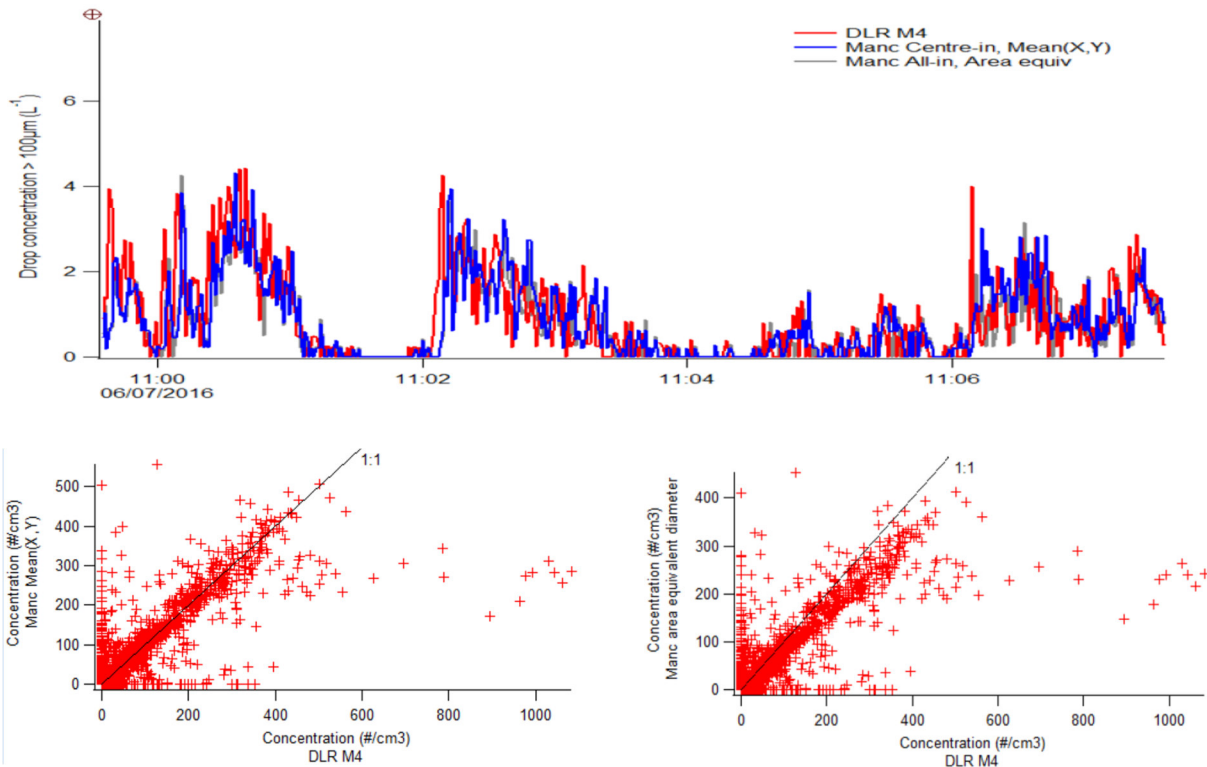 DLR M4
Manc Centre-in, Mean(X,Y)
Manc All-in, Area equiv
Drop concentration > 100µm (L⁻¹)
6
4
2
0
11:00
11:02
11:04
11:06
06/07/2016
1:1
Concentration (#/cm3)
Manc Mean(X,Y)
500
400
300
200
100
0
0
200
400
600
800
1000
Concentration (#/cm3)
DLR M4
1:1
Concentration (#/cm3)
Manc area equivalent diameter
400
300
200
100
0
0
200
400
600
800
1000
Concentration (#/cm3)
DLR M4